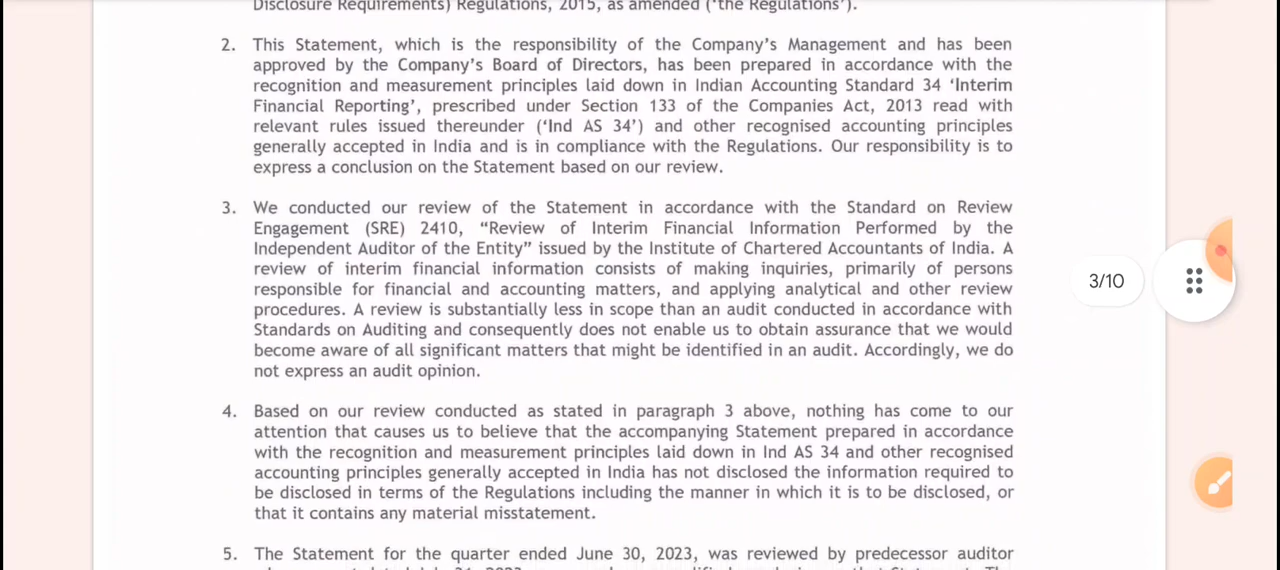 Disclosure Requirements) Regulations, 2015, as amended ('the Regulations').
2. This Statement, which is the responsibility of the Company's Management and has been
approved by the Company's Board of Directors, has been prepared in accordance with the
recognition and measurement principles laid down in Indian Accounting Standard 34 'Interim
Financial Reporting', prescribed under Section 133 of the Companies Act, 2013 read with
relevant rules issued thereunder ('Ind AS 34') and other recognised accounting principles
generally accepted in India and is in compliance with the Regulations. Our responsibility is to
express a conclusion on the Statement based on our review.
3. We conducted our review of the Statement in accordance with the Standard on Review
Engagement (SRE) 2410, "Review of Interim Financial Information Performed by the
Independent Auditor of the Entity" issued by the Institute of Chartered Accountants of India. A
review of interim financial information consists of making inquiries, primarily of persons
responsible for financial and accounting matters, and applying analytical and other review
procedures. A review is substantially less in scope than an audit conducted in accordance with
Standards on Auditing and consequently does not enable us to obtain assurance that we would
become aware of all significant matters that might be identified in an audit. Accordingly, we do
not express an audit opinion.
4. Based on our review conducted as stated in paragraph 3 above, nothing has come to our
attention that causes us to believe that the accompanying Statement prepared in accordance
with the recognition and measurement principles laid down in Ind AS 34 and other recognised
accounting principles generally accepted in India has not disclosed the information required to
be disclosed in terms of the Regulations including the manner in which it is to be disclosed, or
that it contains any material misstatement.
5. The Statement for the quarter ended June 30, 2023, was reviewed by predecessor auditor
3/10